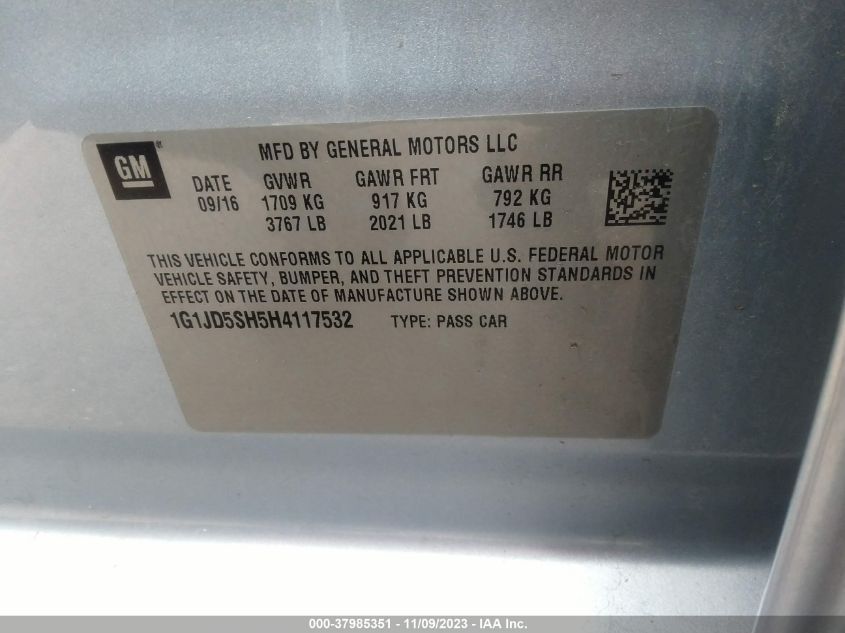 GM
MFD BY GENERAL MOTORS LLC
DATE GVWR GAWR FRT GAWR RR
09/16 1709 KG 917 KG 792 KG
3767 LB 2021 LB 1746 LB
THIS VEHICLE CONFORMS TO ALL APPLICABLE U.S. FEDERAL MOTOR
VEHICLE SAFETY, BUMPER, AND THEFT PREVENTION STANDARDS IN
EFFECT ON THE DATE OF MANUFACTURE SHOWN ABOVE.
1G1JD5SH5H4117532 TYPE: PASS CAR
000-37985351 - 11/09/2023 - IAA Inc.